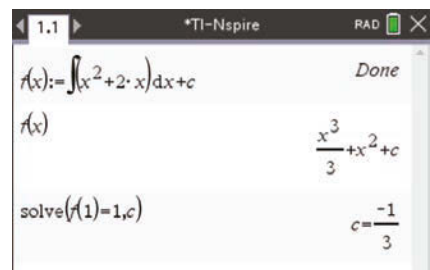 1.1 *TI-Nspire RAD
f(x):=∫(x²+2·x)dx+c Done
f(x) x³/3+x²+c
solve(f(1)=1,c) c=-1/3